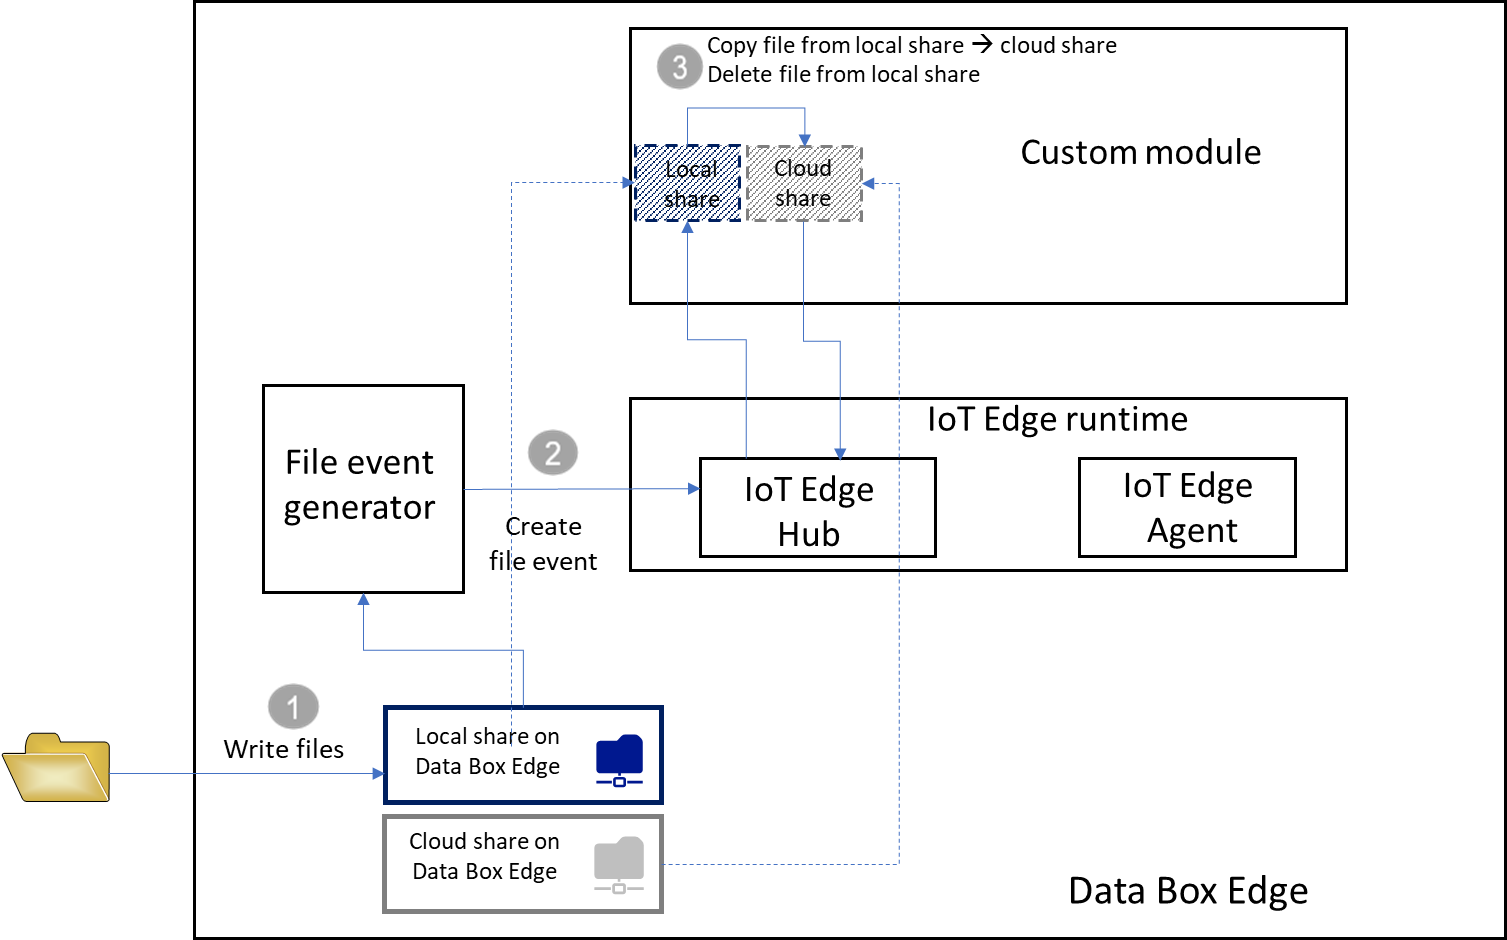 3
Copy file from local share → cloud share
Delete file from local share
Custom module
Local
share
Cloud
share
IoT Edge runtime
File event
generator
2
Create
file event
IoT Edge
Hub
IoT Edge
Agent
1
Write files
Local share on
Data Box Edge
Cloud share on
Data Box Edge
Data Box Edge